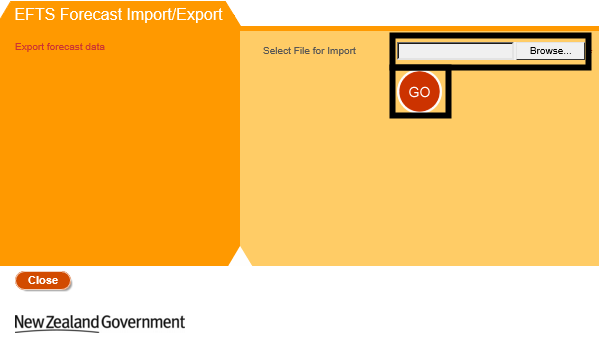 EFTS Forecast Import/Export
Export forecast data
Select File for Import
Browse...
GO
Close
New Zealand Government